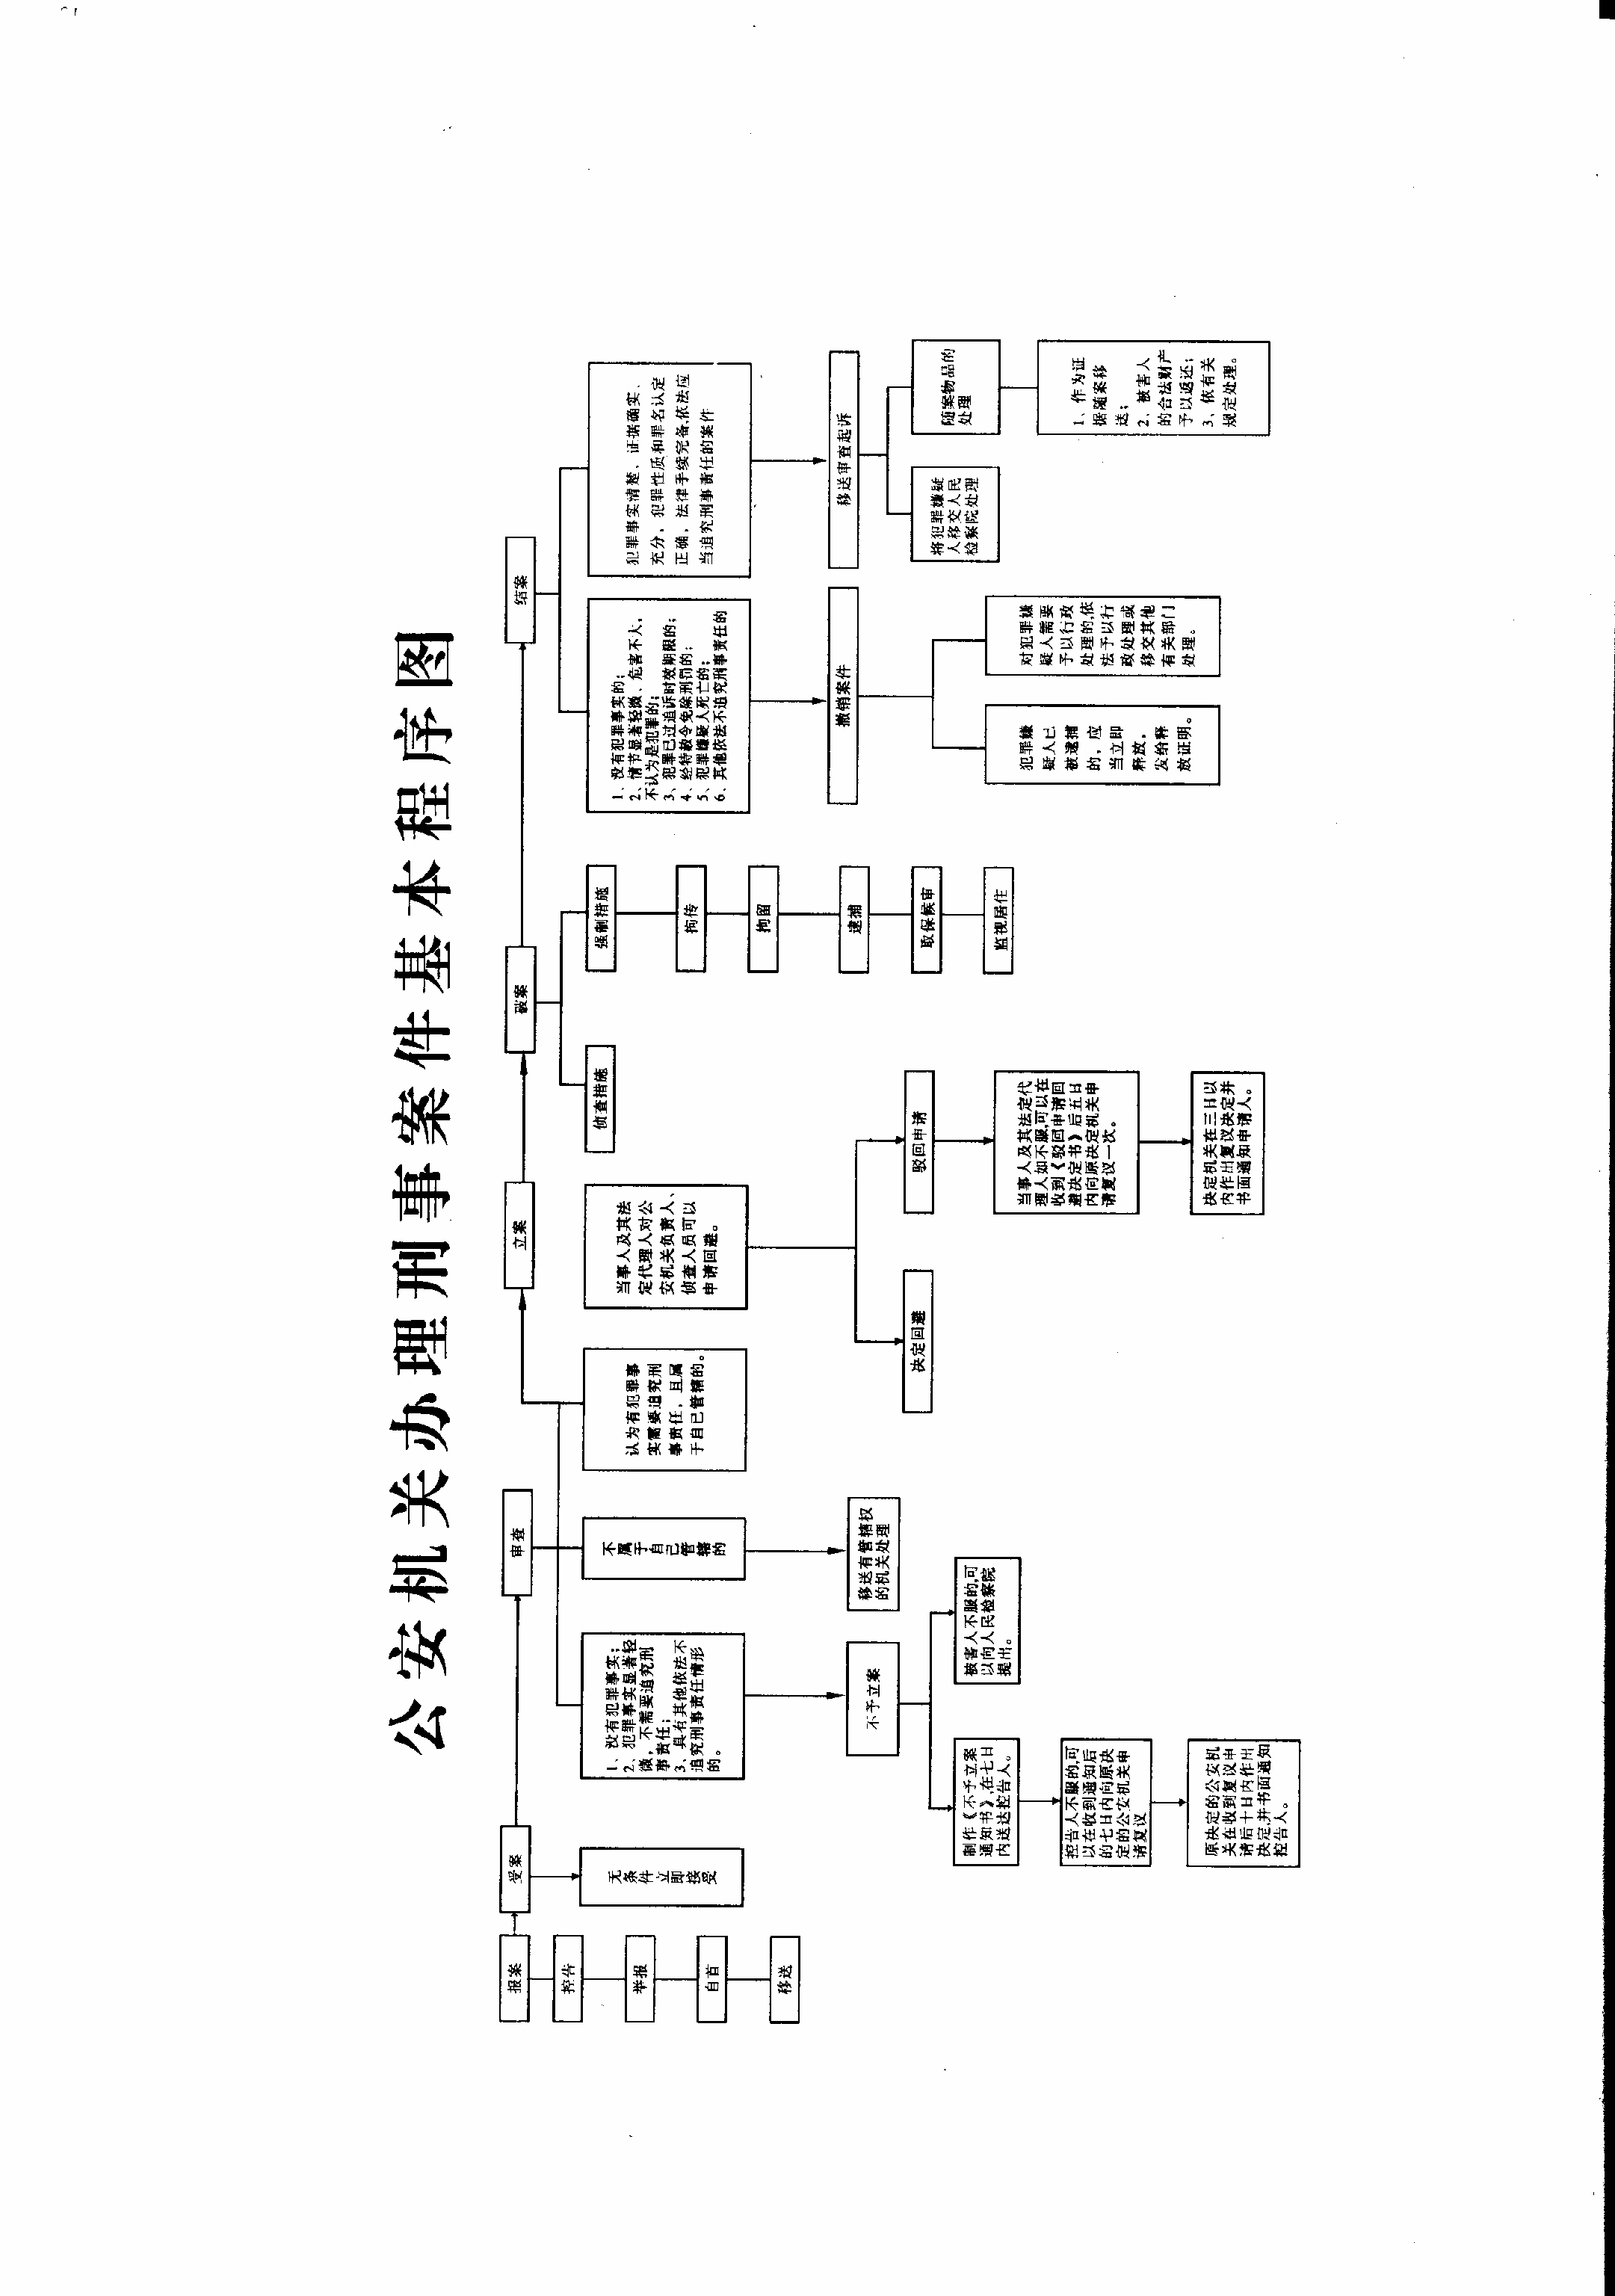 公安机关办理刑事案件基本程序图
报案
控告
举报
自首
移送
受案
无条件立即接受
审查
1、没有犯罪事实；
2、犯罪事实显著轻
微，不需要追究刑
事责任；
3、具有其他依法不
追究刑事责任情形
的。
不予立案
制作《不予立案
通知书》,在七日
内送达控告人。
控告人不服的,可
以在收到通知后
的七日内向原决
定的公安机关申
请复议
原决定的公安机
关在收到复议申
请后十日内作出
决定,并书面通知
控告人。
被害人不服的,可
以向人民检察院
提出。
不属于自己管辖的
移送有管辖权
的机关处理
认为有犯罪事
实需要追究刑
事责任，且属
于自己管辖的。
立案
当事人及其法
定代理人对公
安机关负责人、
侦查人员可以
申请回避。
决定回避
驳回申请
当事人及其法定代
理人如不服,可以在
收到《驳回申请回
避决定书》后五日
内向原决定机关申
请复议一次。
决定机关在三日以
内作出复议决定并
书面通知申请人。
破案
侦查措施
强制措施
拘传
拘留
逮捕
取保候审
监视居住
结案
1、没有犯罪事实的；
2、情节显著轻微、危害不大，
不认为是犯罪的；
3、犯罪已过追诉时效期限的；
4、经特赦令免除刑罚的；
5、犯罪嫌疑人死亡的；
6、其他依法不追究刑事责任的
撤销案件
犯罪嫌
疑人已
被逮捕
的，应
当立即
释放，
发给释
放证明。
对犯罪嫌
疑人需要
予以行政
处理的,依
法予以行
政处理或
移交其他
有关部门
处理。
犯罪事实清楚、证据确实、
充分，犯罪性质和罪名认定
正确，法律手续完备,依法应
当追究刑事责任的案件
移送审查起诉
将犯罪嫌疑
人移交人民
检察院处理
随案物品的
处理
1、作为证
据随案移
送；
2、被害人
的合法财产
予以返还；
3、依有关
规定处理。